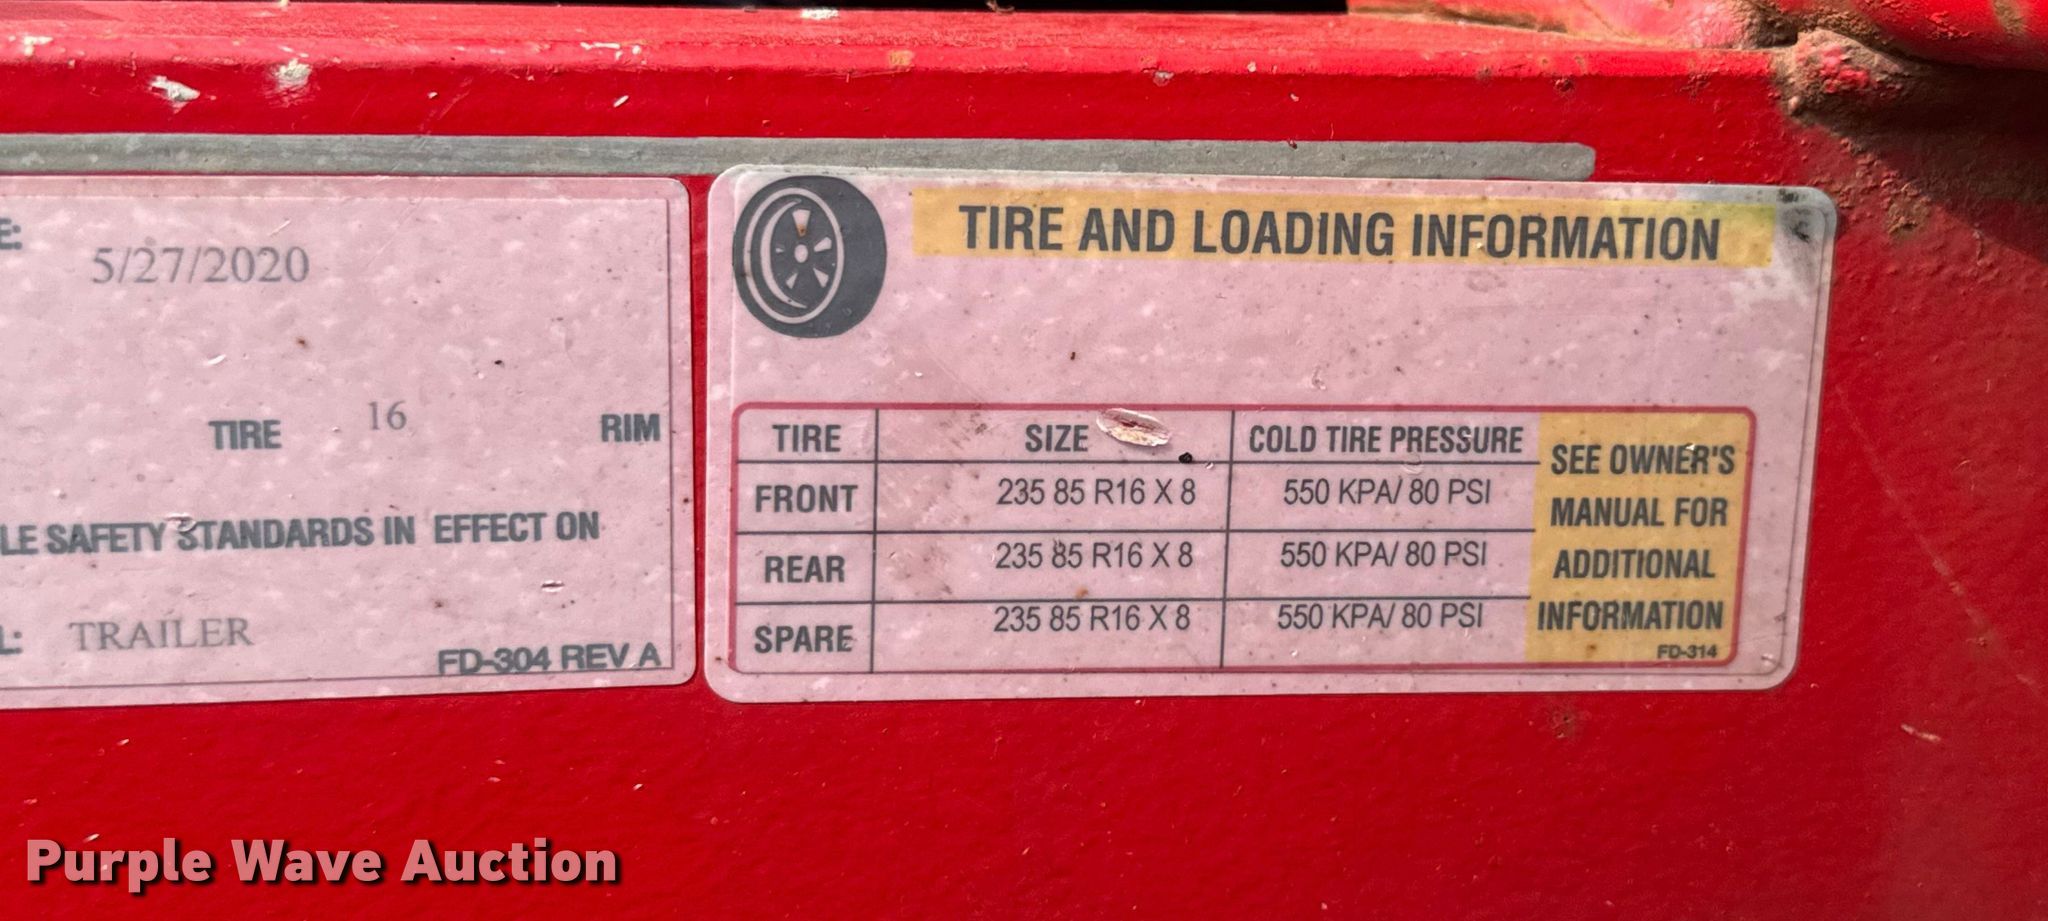 E: 5/27/2020
TIRE 16 RIM
LE SAFETY STANDARDS IN EFFECT ON
L: TRAILER
FD-304 REV A
TIRE AND LOADING INFORMATION
TIRE SIZE COLD TIRE PRESSURE
FRONT 235 85 R16 X 8 550 KPA/ 80 PSI
REAR 235 85 R16 X 8 550 KPA/ 80 PSI
SPARE 235 85 R16 X 8 550 KPA/ 80 PSI
SEE OWNER'S
MANUAL FOR
ADDITIONAL
INFORMATION
FD-314
Purple Wave Auction